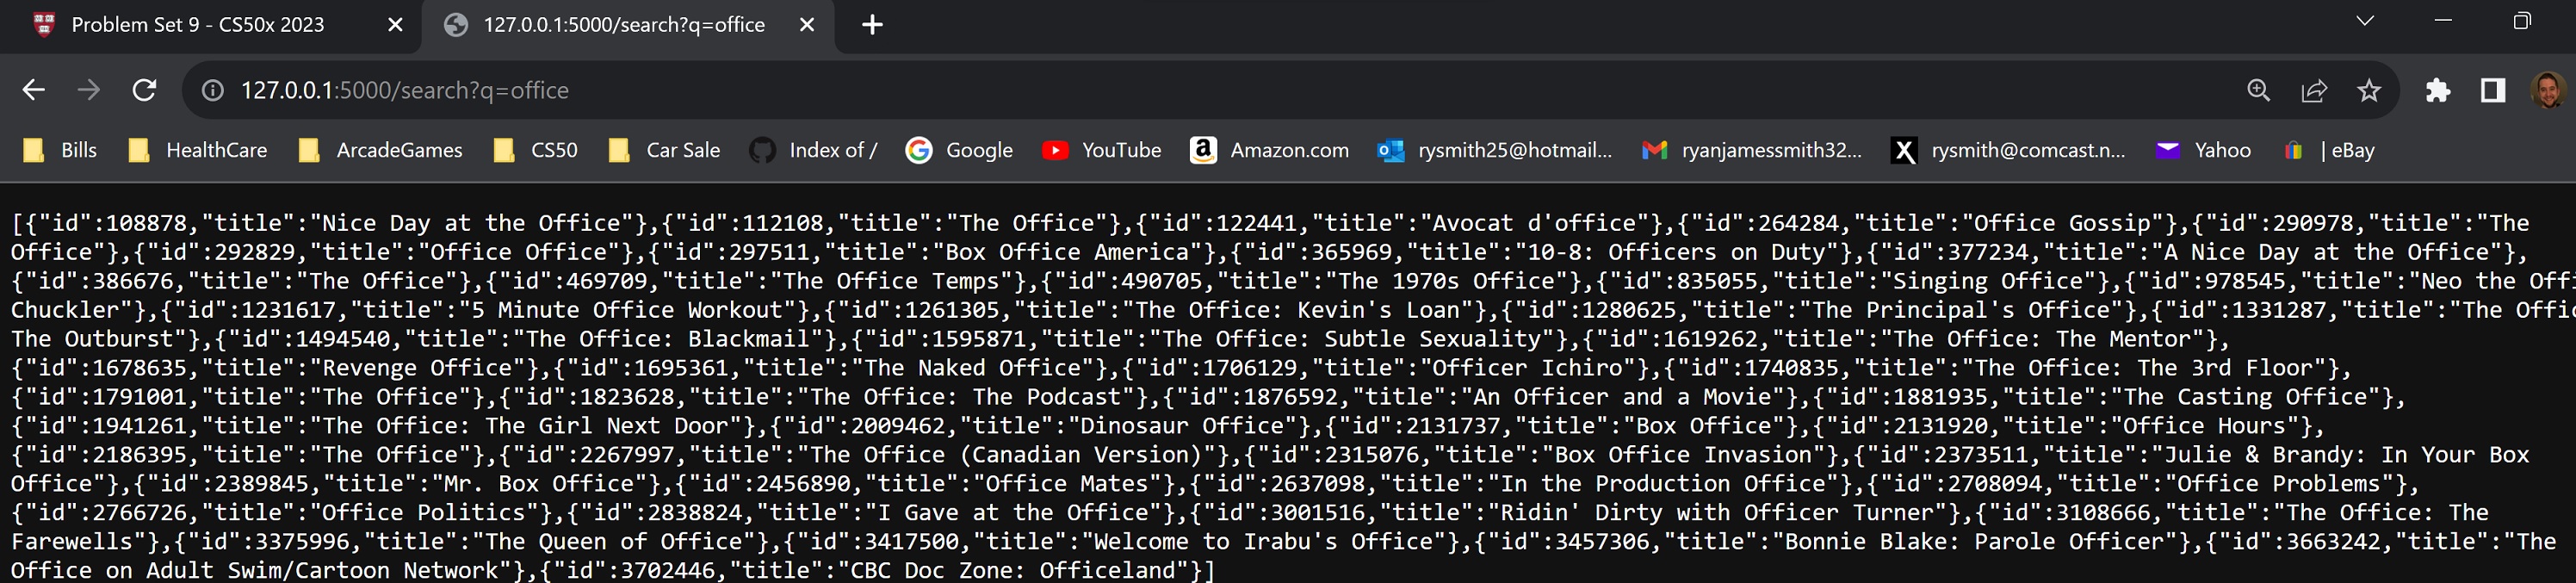 Problem Set 9 - CS50x 2023
127.0.0.1:5000/search?q=office
127.0.0.1:5000/search?q=office
Bills HealthCare ArcadeGames CS50 Car Sale Index of / Google YouTube Amazon.com rysmith25@hotmail... ryanjamessmith32... rysmith@comcast.n... Yahoo | eBay
[{"id":108878,"title":"Nice Day at the Office"},{"id":112108,"title":"The Office"},{"id":122441,"title":"Avocat d'office"},{"id":264284,"title":"Office Gossip"},{"id":290978,"title":"The
Office"},{"id":292829,"title":"Office Office"},{"id":297511,"title":"Box Office America"},{"id":365969,"title":"10-8: Officers on Duty"},{"id":377234,"title":"A Nice Day at the Office"},
{"id":386676,"title":"The Office"},{"id":469709,"title":"The Office Temps"},{"id":490705,"title":"The 1970s Office"},{"id":835055,"title":"Singing Office"},{"id":978545,"title":"Neo the Offi
Chuckler"},{"id":1231617,"title":"5 Minute Office Workout"},{"id":1261305,"title":"The Office: Kevin's Loan"},{"id":1280625,"title":"The Principal's Office"},{"id":1331287,"title":"The Offic
The Outburst"},{"id":1494540,"title":"The Office: Blackmail"},{"id":1595871,"title":"The Office: Subtle Sexuality"},{"id":1619262,"title":"The Office: The Mentor"},
{"id":1678635,"title":"Revenge Office"},{"id":1695361,"title":"The Naked Office"},{"id":1706129,"title":"Officer Ichiro"},{"id":1740835,"title":"The Office: The 3rd Floor"},
{"id":1791001,"title":"The Office"},{"id":1823628,"title":"The Office: The Podcast"},{"id":1876592,"title":"An Officer and a Movie"},{"id":1881935,"title":"The Casting Office"},
{"id":1941261,"title":"The Office: The Girl Next Door"},{"id":2009462,"title":"Dinosaur Office"},{"id":2131737,"title":"Box Office"},{"id":2131920,"title":"Office Hours"},
{"id":2186395,"title":"The Office"},{"id":2267997,"title":"The Office (Canadian Version)"},{"id":2315076,"title":"Box Office Invasion"},{"id":2373511,"title":"Julie & Brandy: In Your Box
Office"},{"id":2389845,"title":"Mr. Box Office"},{"id":2456890,"title":"Office Mates"},{"id":2637098,"title":"In the Production Office"},{"id":2708094,"title":"Office Problems"},
{"id":2766726,"title":"Office Politics"},{"id":2838824,"title":"I Gave at the Office"},{"id":3001516,"title":"Ridin' Dirty with Officer Turner"},{"id":3108666,"title":"The Office: The
Farewells"},{"id":3375996,"title":"The Queen of Office"},{"id":3417500,"title":"Welcome to Irabu's Office"},{"id":3457306,"title":"Bonnie Blake: Parole Officer"},{"id":3663242,"title":"The
Office on Adult Swim/Cartoon Network"},{"id":3702446,"title":"CBC Doc Zone: Officeland"}]